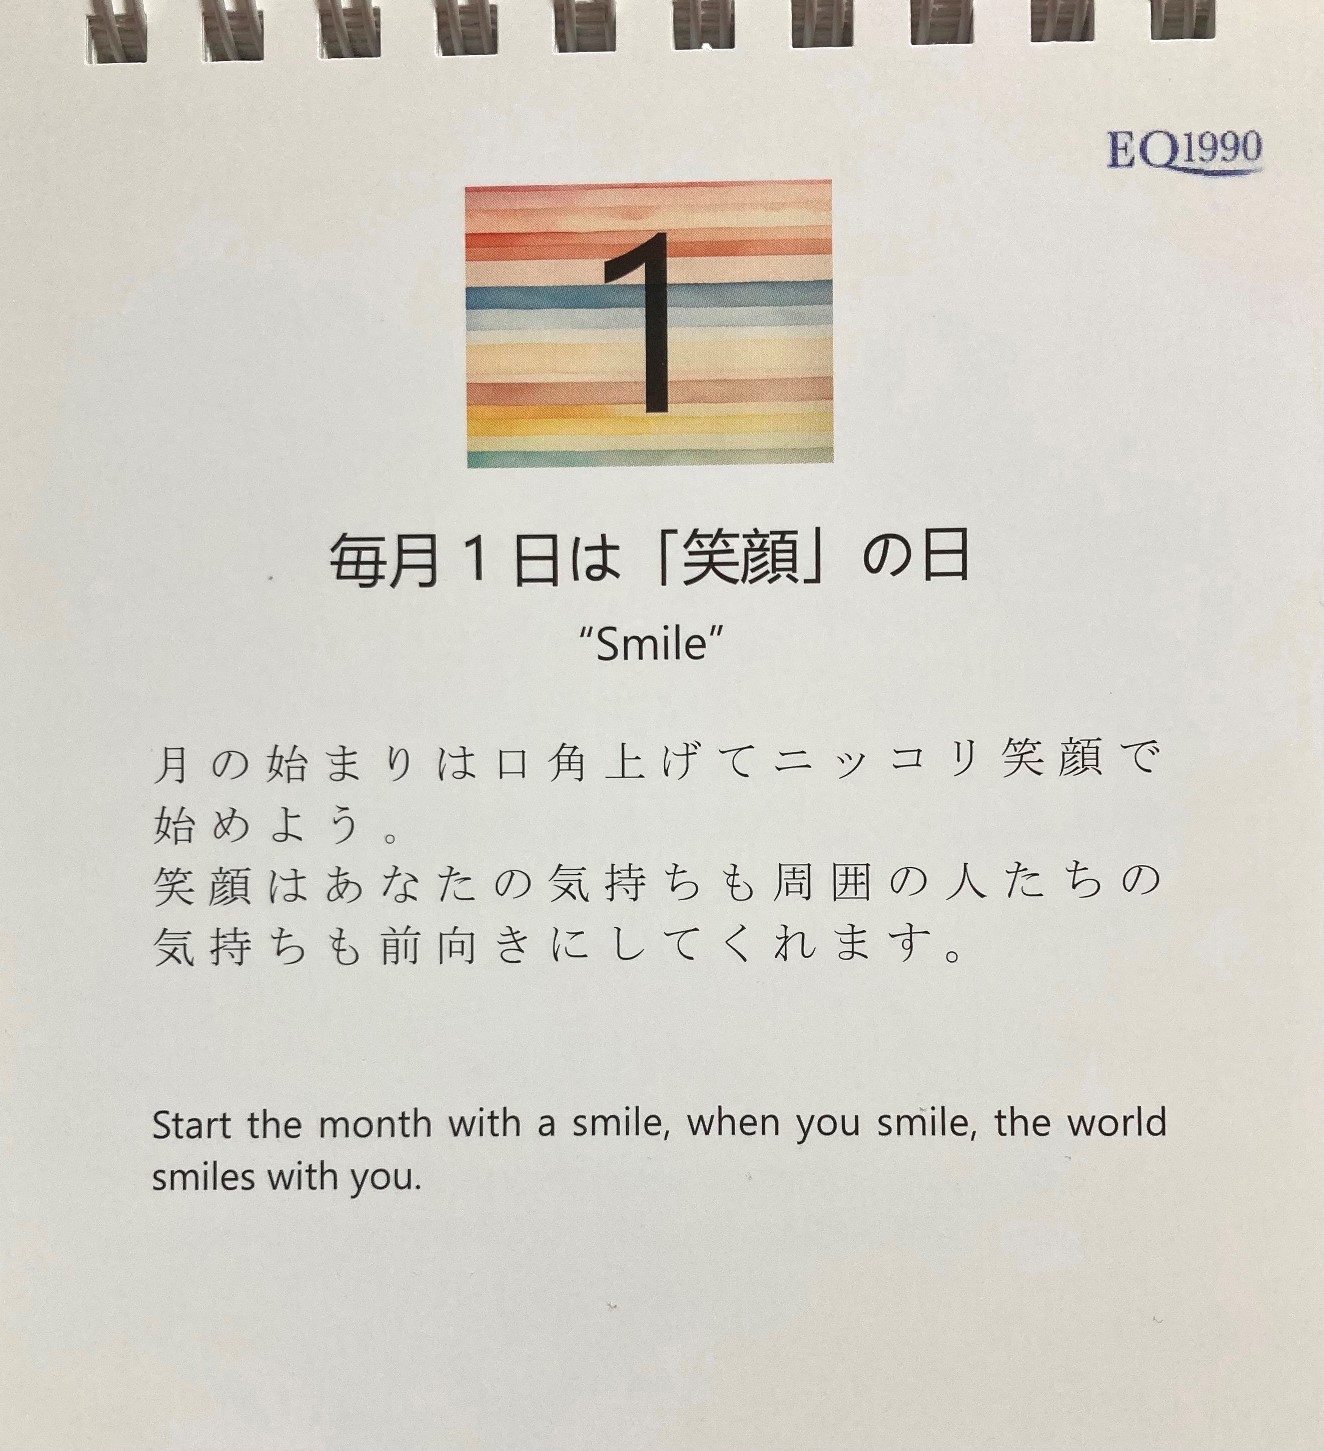 EQ1990
1
毎月1日は「笑顔」の日
“Smile”
月の始まりは口角上げてニッコリ笑顔で
始めよう。
笑顔はあなたの気持ちも周囲の人たちの
気持ちも前向きにしてくれます。
Start the month with a smile, when you smile, the world
smiles with you.